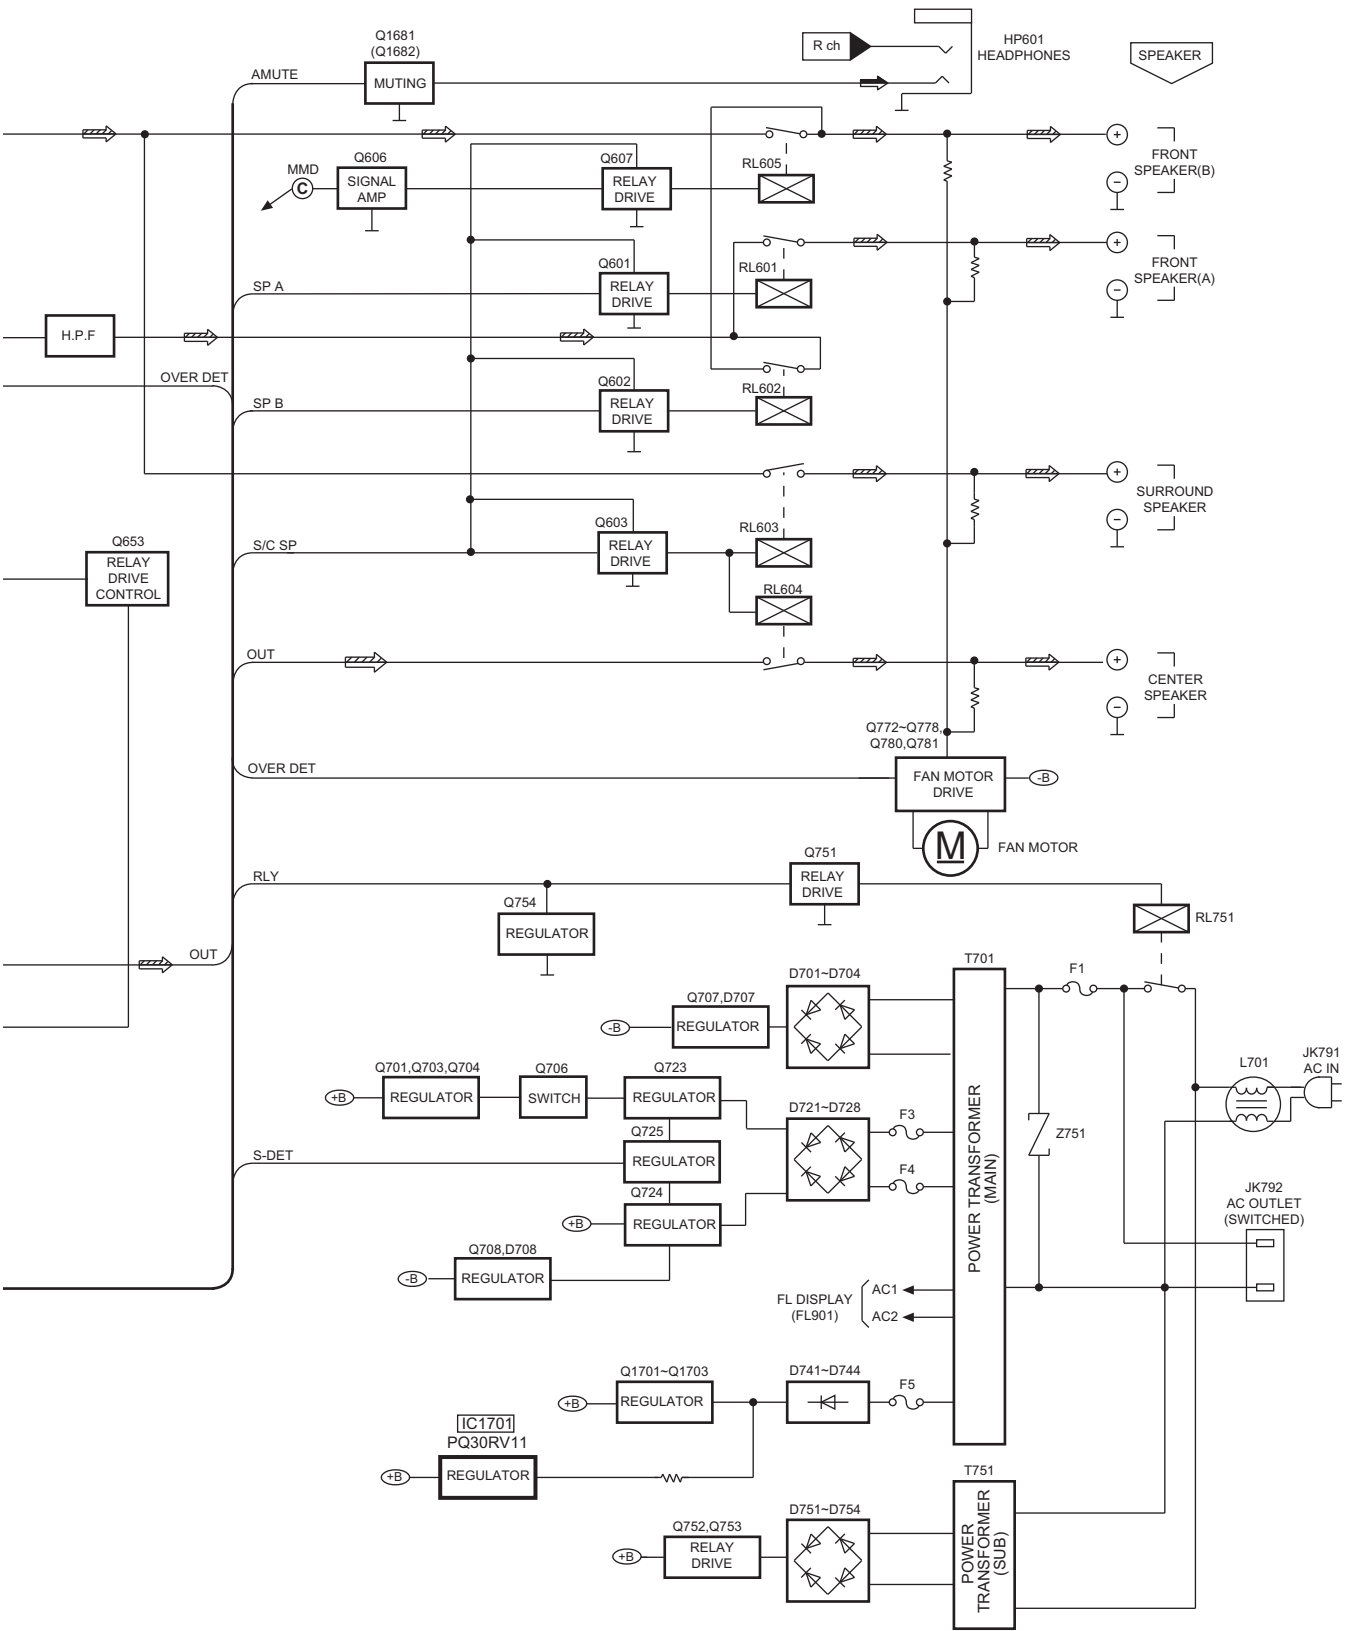 Q1681
(Q1682)
MUTING
AMUTE
R ch
HP601
HEADPHONES
SPEAKER
MMD
C
Q606
SIGNAL
AMP
Q607
RELAY
DRIVE
RL605
+
FRONT
SPEAKER(B)
−
SP A
Q601
RELAY
DRIVE
RL601
+
FRONT
SPEAKER(A)
−
H.P.F
OVER DET
SP B
Q602
RELAY
DRIVE
RL602
+
SURROUND
SPEAKER
−
Q653
RELAY
DRIVE
CONTROL
S/C SP
Q603
RELAY
DRIVE
RL603
RL604
OUT
+
CENTER
SPEAKER
−
Q772~Q778,
Q780,Q781
OVER DET
FAN MOTOR
DRIVE
-B
M
FAN MOTOR
RLY
Q751
RELAY
DRIVE
Q754
REGULATOR
RL751
OUT
T701
F1
D701~D704
Q707,D707
-B
REGULATOR
Q701,Q703,Q704
+B
REGULATOR
Q706
SWITCH
Q723
REGULATOR
D721~D728
F3
F4
POWER TRANSFORMER
(MAIN)
Z751
L701
JK791
AC IN
S-DET
Q725
REGULATOR
Q724
+B
REGULATOR
JK792
AC OUTLET
(SWITCHED)
Q708,D708
-B
REGULATOR
FL DISPLAY
(FL901)
AC1
AC2
Q1701~Q1703
+B
REGULATOR
D741~D744
F5
IC1701
PQ30RV11
+B
REGULATOR
T751
POWER
TRANSFORMER
(SUB)
D751~D754
Q752,Q753
+B
RELAY
DRIVE